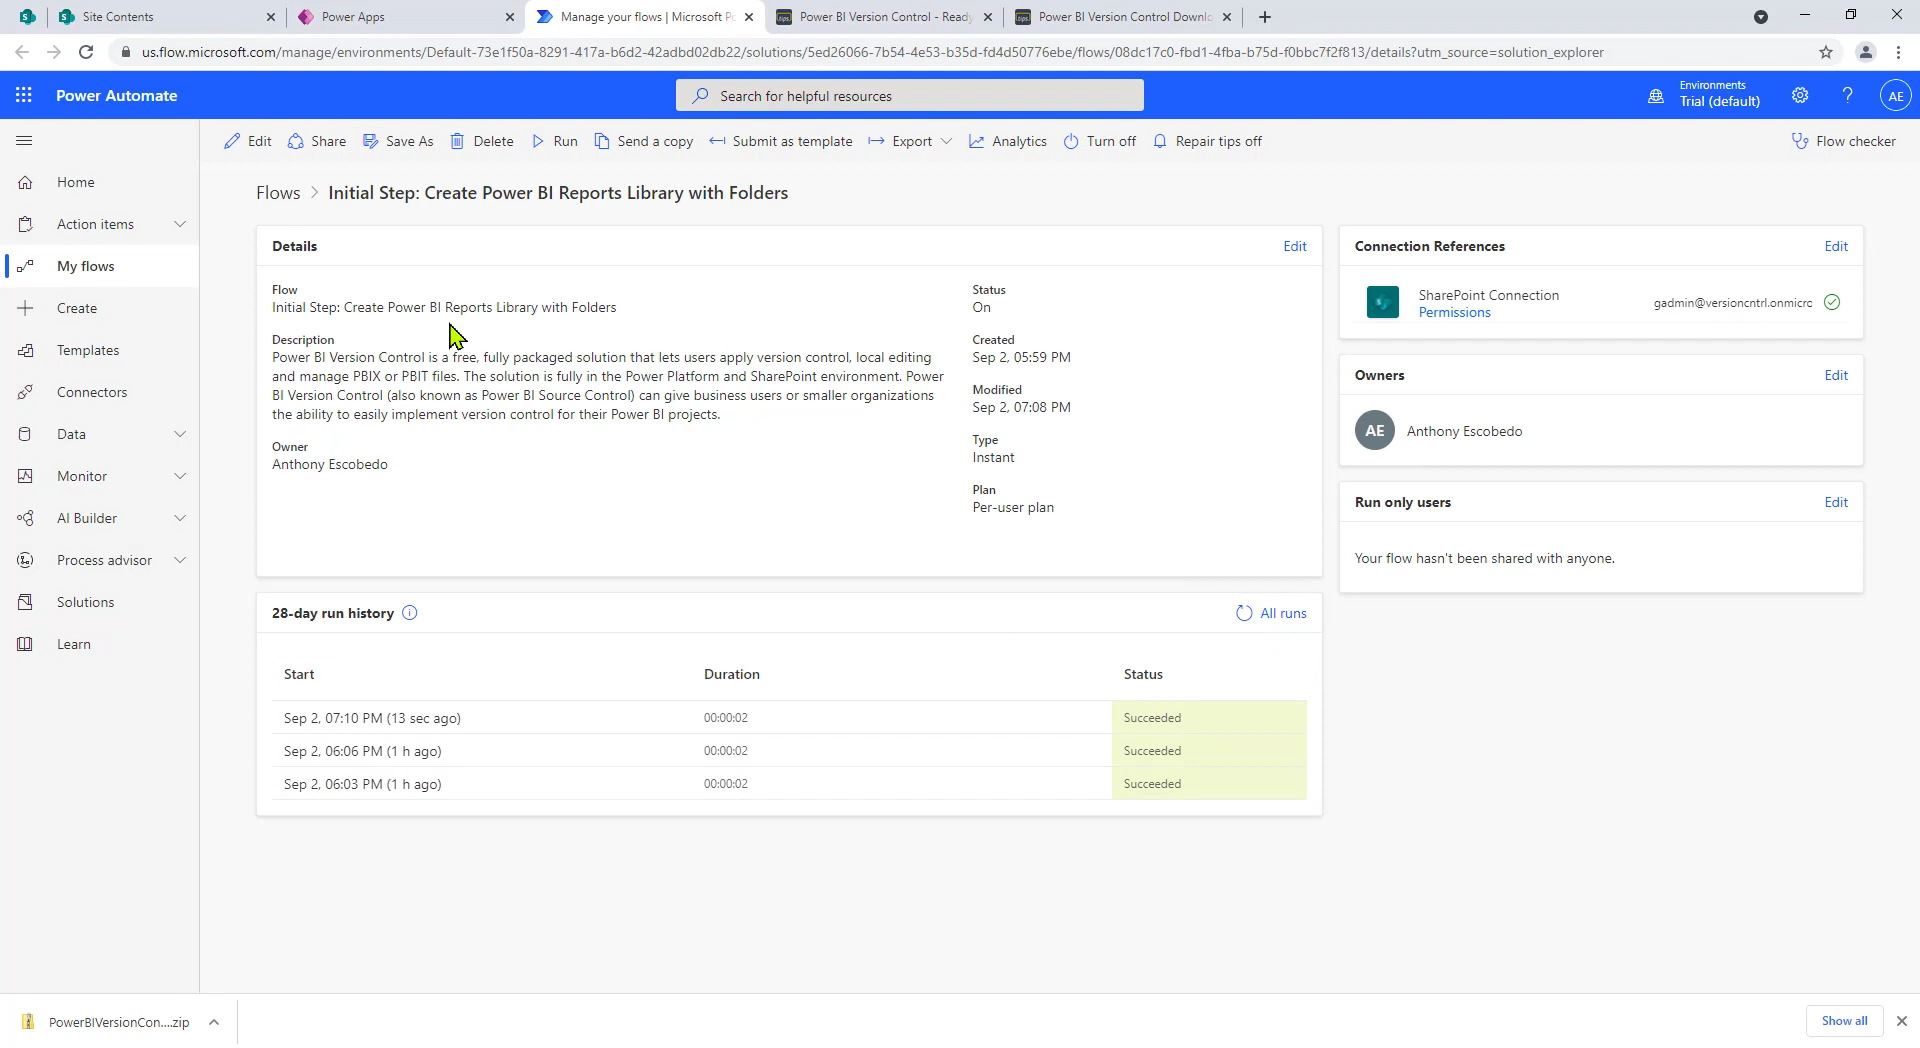 Site Contents
Power Apps
Manage your flows | Microsoft Po
Power BI Version Control - Ready
Power BI Version Control Downlo
us.flow.microsoft.com/manage/environments/Default-73e1f50a-8291-417a-b6d2-42adbd02db22/solutions/5ed26066-7b54-4e53-b35d-fd4d50776ebe/flows/08dc17c0-fbd1-4fba-b75d-f0bbc7f2f813/details?utm_source=solution_explorer
Power Automate
Search for helpful resources
Environments
Trial (default)
AE
Edit
Share
Save As
Delete
Run
Send a copy
Submit as template
Export
Analytics
Turn off
Repair tips off
Flow checker
Home
Action items
My flows
Create
Templates
Connectors
Data
Monitor
AI Builder
Process advisor
Solutions
Learn
Flows > Initial Step: Create Power BI Reports Library with Folders
Details
Edit
Flow
Initial Step: Create Power BI Reports Library with Folders
Description
Power BI Version Control is a free, fully packaged solution that lets users apply version control, local editing
and manage PBIX or PBIT files. The solution is fully in the Power Platform and SharePoint environment. Power
BI Version Control (also known as Power BI Source Control) can give business users or smaller organizations
the ability to easily implement version control for their Power BI projects.
Owner
Anthony Escobedo
Status
On
Created
Sep 2, 05:59 PM
Modified
Sep 2, 07:08 PM
Type
Instant
Plan
Per-user plan
Connection References
Edit
SharePoint Connection
Permissions
gadmin@versioncntrl.onmicrc
Owners
Edit
AE
Anthony Escobedo
Run only users
Edit
Your flow hasn't been shared with anyone.
28-day run history
All runs
Start Duration Status
Sep 2, 07:10 PM (13 sec ago) 00:00:02 Succeeded
Sep 2, 06:06 PM (1 h ago) 00:00:02 Succeeded
Sep 2, 06:03 PM (1 h ago) 00:00:02 Succeeded
PowerBIVersionCon....zip
Show all